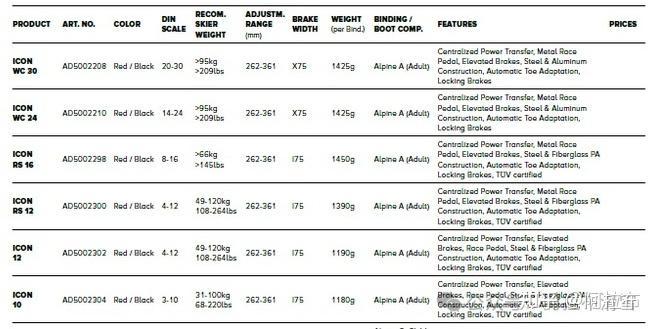 PRODUCT ART. NO. COLOR DIN SCALE RECOM. SKIER WEIGHT ADJUSTM. RANGE (mm) BRAKE WIDTH WEIGHT (per Bind.) BINDING / BOOT COMP. FEATURES PRICES
ICON WC 30 AD5002208 Red / Black 20-30 >95kg >209lbs 262-361 X75 1425g Alpine A (Adult) Centralized Power Transfer, Metal Race Pedal, Elevated Brakes, Steel & Aluminum Construction, Automatic Toe Adaptation, Locking Brakes
ICON WC 24 AD5002210 Red / Black 14-24 >95kg >209lbs 262-361 X75 1425g Alpine A (Adult) Centralized Power Transfer, Metal Race Pedal, Elevated Brakes, Steel & Aluminum Construction, Automatic Toe Adaptation, Locking Brakes
ICON RS 16 AD5002298 Red / Black 8-16 >66kg >145lbs 262-361 I75 1450g Alpine A (Adult) Centralized Power Transfer, Metal Race Pedal, Elevated Brakes, Steel & Fiberglass PA Construction, Automatic Toe Adaptation, Locking Brakes, TÜV certified
ICON RS 12 AD5002300 Red / Black 4-12 49-120kg 108-264lbs 262-361 I75 1390g Alpine A (Adult) Centralized Power Transfer, Metal Race Pedal, Elevated Brakes, Steel & Fiberglass PA Construction, Automatic Toe Adaptation, Locking Brakes, TÜV certified
ICON 12 AD5002302 Red / Black 4-12 49-120kg 108-264lbs 262-361 I75 1190g Alpine A (Adult) Centralized Power Transfer, Elevated Brakes, Race Pedal, Steel & Fiberglass PA Construction, Automatic Toe Adaptation, Locking Brakes, TÜV certified
ICON 10 AD5002304 Red / Black 3-10 31-100kg 68-220lbs 262-361 I75 1180g Alpine A (Adult) Centralized Power Transfer, Elevated Brakes, Race Pedal, Steel & Fiberglass PA Construction, Automatic Toe Adaptation, Locking Brakes, TÜV certified